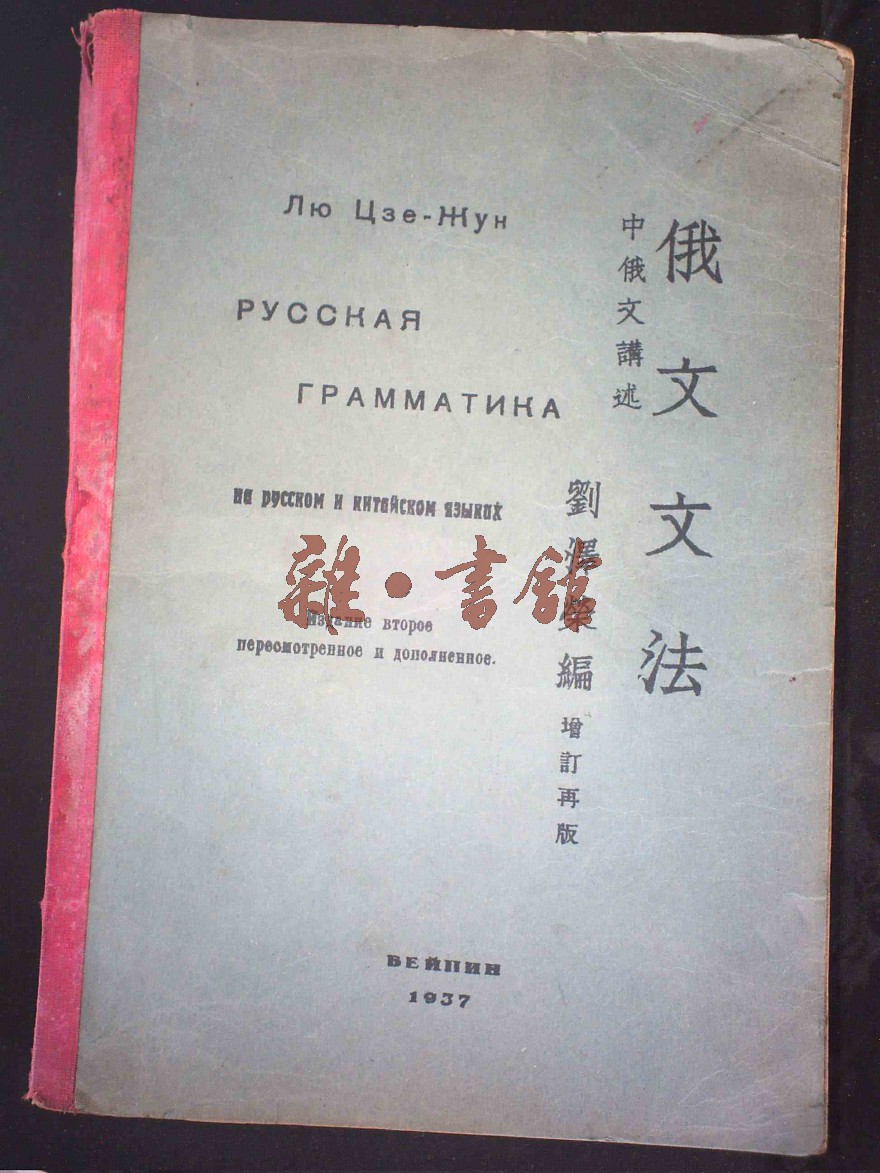 Лю Цзе-Жун
РУССКАЯ
ГРАММАТИКА
на русском и китайском языках
Издание второе
пересмотренное и дополненное.
БЕЙПИН
1937
俄文文法
中俄文講述
劉澤榮編
增訂再版
雜·書館